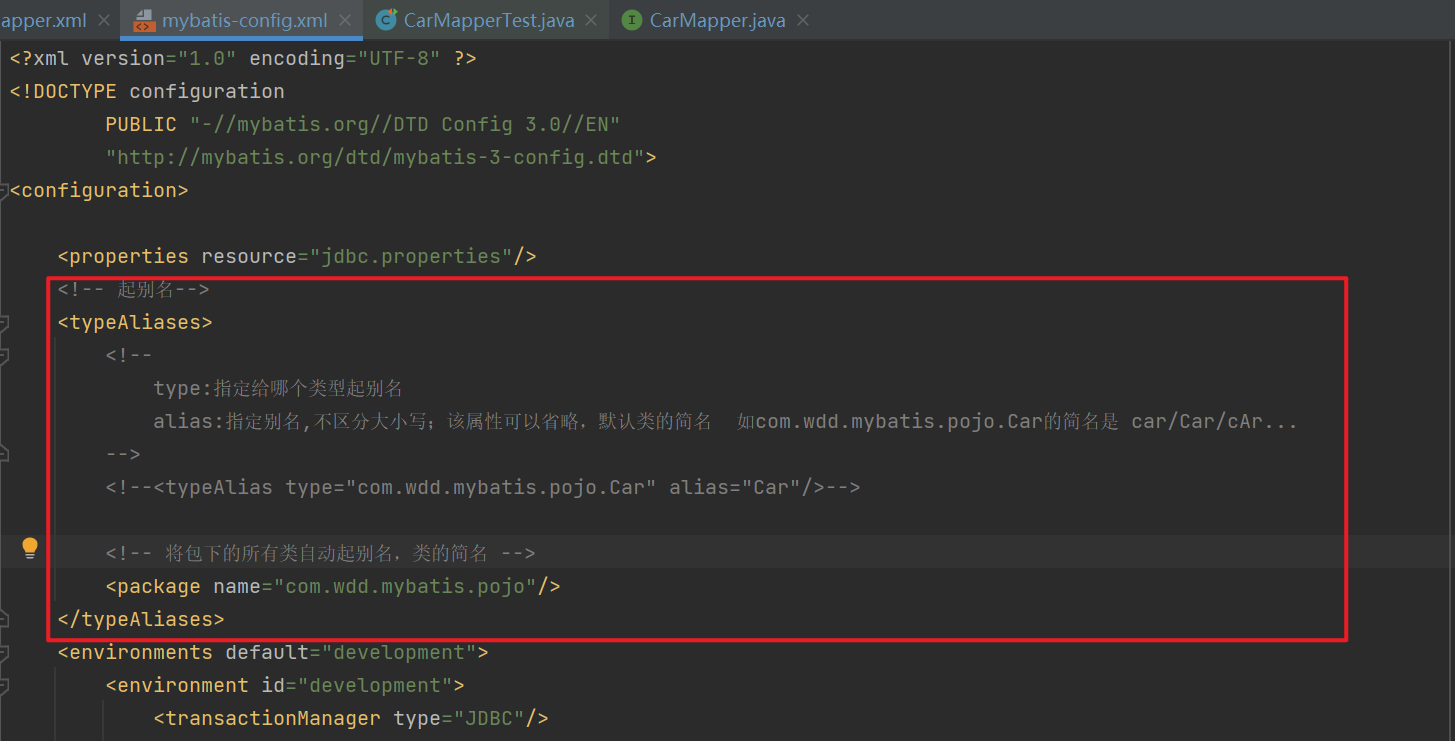 apper.xml mybatis-config.xml CarMapperTest.java CarMapper.java
<?xml version="1.0" encoding="UTF-8" ?>
<!DOCTYPE configuration
PUBLIC "-//mybatis.org//DTD Config 3.0//EN"
"http://mybatis.org/dtd/mybatis-3-config.dtd">
<configuration>
<properties resource="jdbc.properties"/>
<!-- 起别名-->
<typeAliases>
<!--
type:指定给哪个类型起别名
alias:指定别名,不区分大小写；该属性可以省略，默认类的简名  如com.wdd.mybatis.pojo.Car的简名是 car/Car/cAr...
-->
<!--<typeAlias type="com.wdd.mybatis.pojo.Car" alias="Car"/>-->
<!-- 将包下的所有类自动起别名，类的简名 -->
<package name="com.wdd.mybatis.pojo"/>
</typeAliases>
<environments default="development">
<environment id="development">
<transactionManager type="JDBC"/>